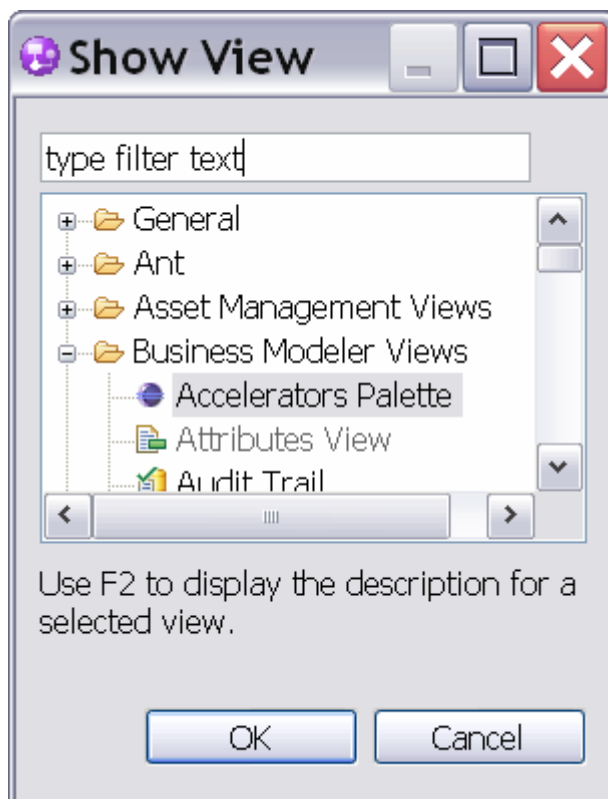 Show View
type filter text
General
Ant
Asset Management Views
Business Modeler Views
Accelerators Palette
Attributes View
Audit Trail
Use F2 to display the description for a
selected view.
OK Cancel